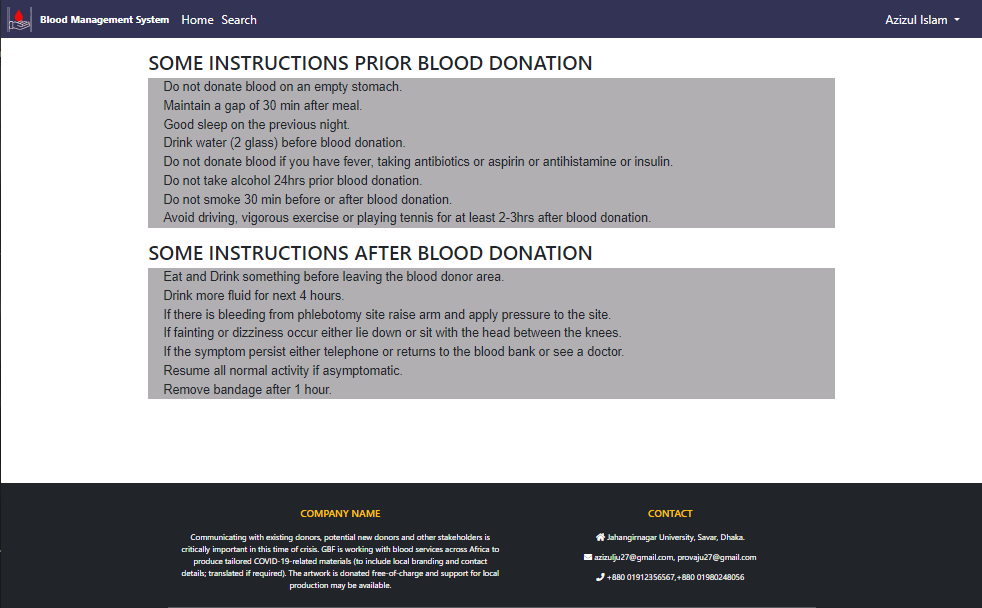 Blood Management System Home Search Azizul Islam
SOME INSTRUCTIONS PRIOR BLOOD DONATION
Do not donate blood on an empty stomach.
Maintain a gap of 30 min after meal.
Good sleep on the previous night.
Drink water (2 glass) before blood donation.
Do not donate blood if you have fever, taking antibiotics or aspirin or antihistamine or insulin.
Do not take alcohol 24hrs prior blood donation.
Do not smoke 30 min before or after blood donation.
Avoid driving, vigorous exercise or playing tennis for at least 2-3hrs after blood donation.
SOME INSTRUCTIONS AFTER BLOOD DONATION
Eat and Drink something before leaving the blood donor area.
Drink more fluid for next 4 hours.
If there is bleeding from phlebotomy site raise arm and apply pressure to the site.
If fainting or dizziness occur either lie down or sit with the head between the knees.
If the symptom persist either telephone or returns to the blood bank or see a doctor.
Resume all normal activity if asymptomatic.
Remove bandage after 1 hour.
COMPANY NAME
Communicating with existing donors, potential new donors and other stakeholders is
critically important in this time of crisis. GBF is working with blood services across Africa to
produce tailored COVID-19-related materials (to include local branding and contact
details; translated if required). The artwork is donated free-of-charge and support for local
production may be available.
CONTACT
Jahangirnagar University, Savar, Dhaka.
azizulju27@gmail.com, provaju27@gmail.com
+880 01912356567,+880 01980248056